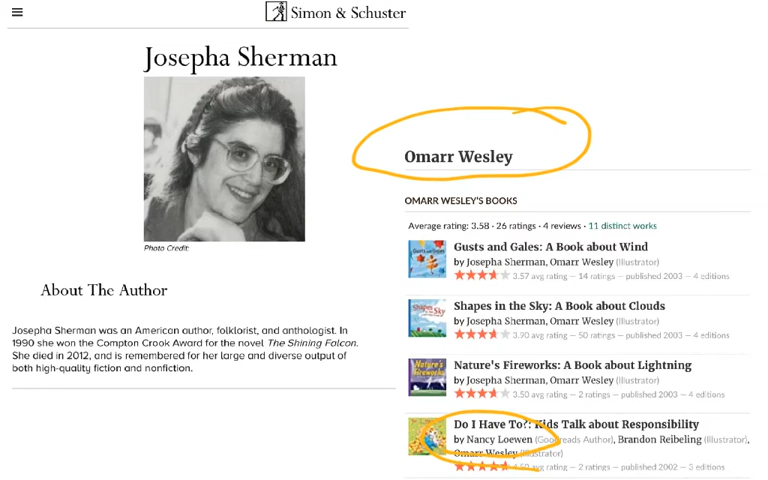 Simon & Schuster
Josepha Sherman
Photo Credit:
About The Author
Josepha Sherman was an American author, folklorist, and anthologist. In
1990 she won the Compton Crook Award for the novel The Shining Falcon.
She died in 2012, and is remembered for her large and diverse output of
both high-quality fiction and nonfiction.
Omarr Wesley
OMARR WESLEY'S BOOKS
Average rating: 3.58 · 26 ratings · 4 reviews · 11 distinct works
Gusts and Gales: A Book about Wind
by Josepha Sherman, Omarr Wesley (Illustrator)
3.57 avg rating — 14 ratings — published 2003 — 4 editions
Shapes in the Sky: A Book about Clouds
by Josepha Sherman, Omarr Wesley (Illustrator)
3.90 avg rating — 50 ratings — published 2003 — 4 editions
Nature's Fireworks: A Book about Lightning
by Josepha Sherman, Omarr Wesley (Illustrator)
3.50 avg rating — 2 ratings — published 2003 — 4 editions
Do I Have To?: Kids Talk about Responsibility
by Nancy Loewen (Goodreads Author), Brandon Reibeling (Illustrator),
Omarr Wesley (Illustrator)
4.50 avg rating — 2 ratings — published 2002 — 3 editions